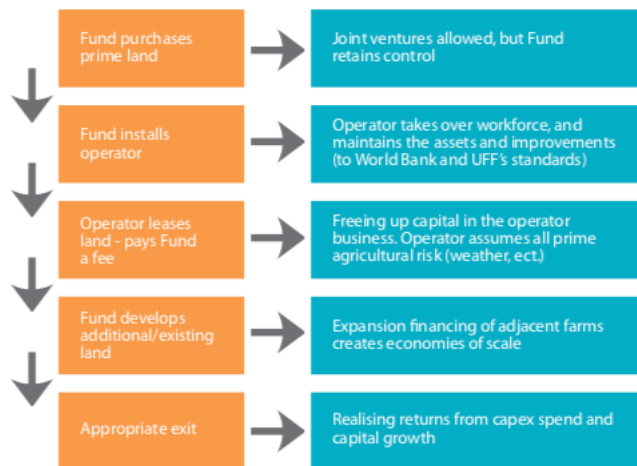 Fund purchases
prime land
Joint ventures allowed, but Fund
retains control
Fund installs
operator
Operator takes over workforce, and
maintains the assets and improvements
(to World Bank and UFF's standards)
Operator leases
land - pays Fund
a fee
Freeing up capital in the operator
business. Operator assumes all prime
agricultural risk (weather, ect.)
Fund develops
additional/existing
land
Expansion financing of adjacent farms
creates economies of scale
Appropriate exit
Realising returns from capex spend and
capital growth